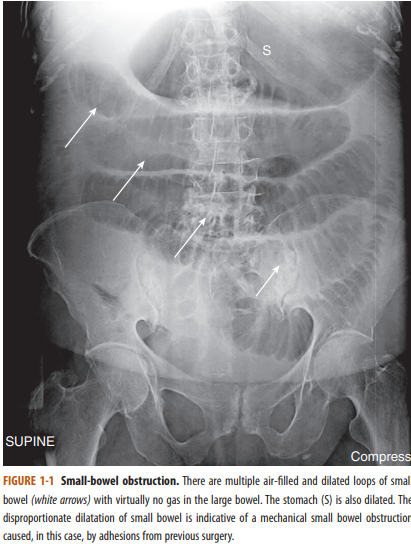 S
SUPINE
Compress
FIGURE 1-1 Small-bowel obstruction. There are multiple air-filled and dilated loops of smal
bowel (white arrows) with virtually no gas in the large bowel. The stomach (S) is also dilated. The
disproportionate dilatation of small bowel is indicative of a mechanical small bowel obstruction
caused, in this case, by adhesions from previous surgery.